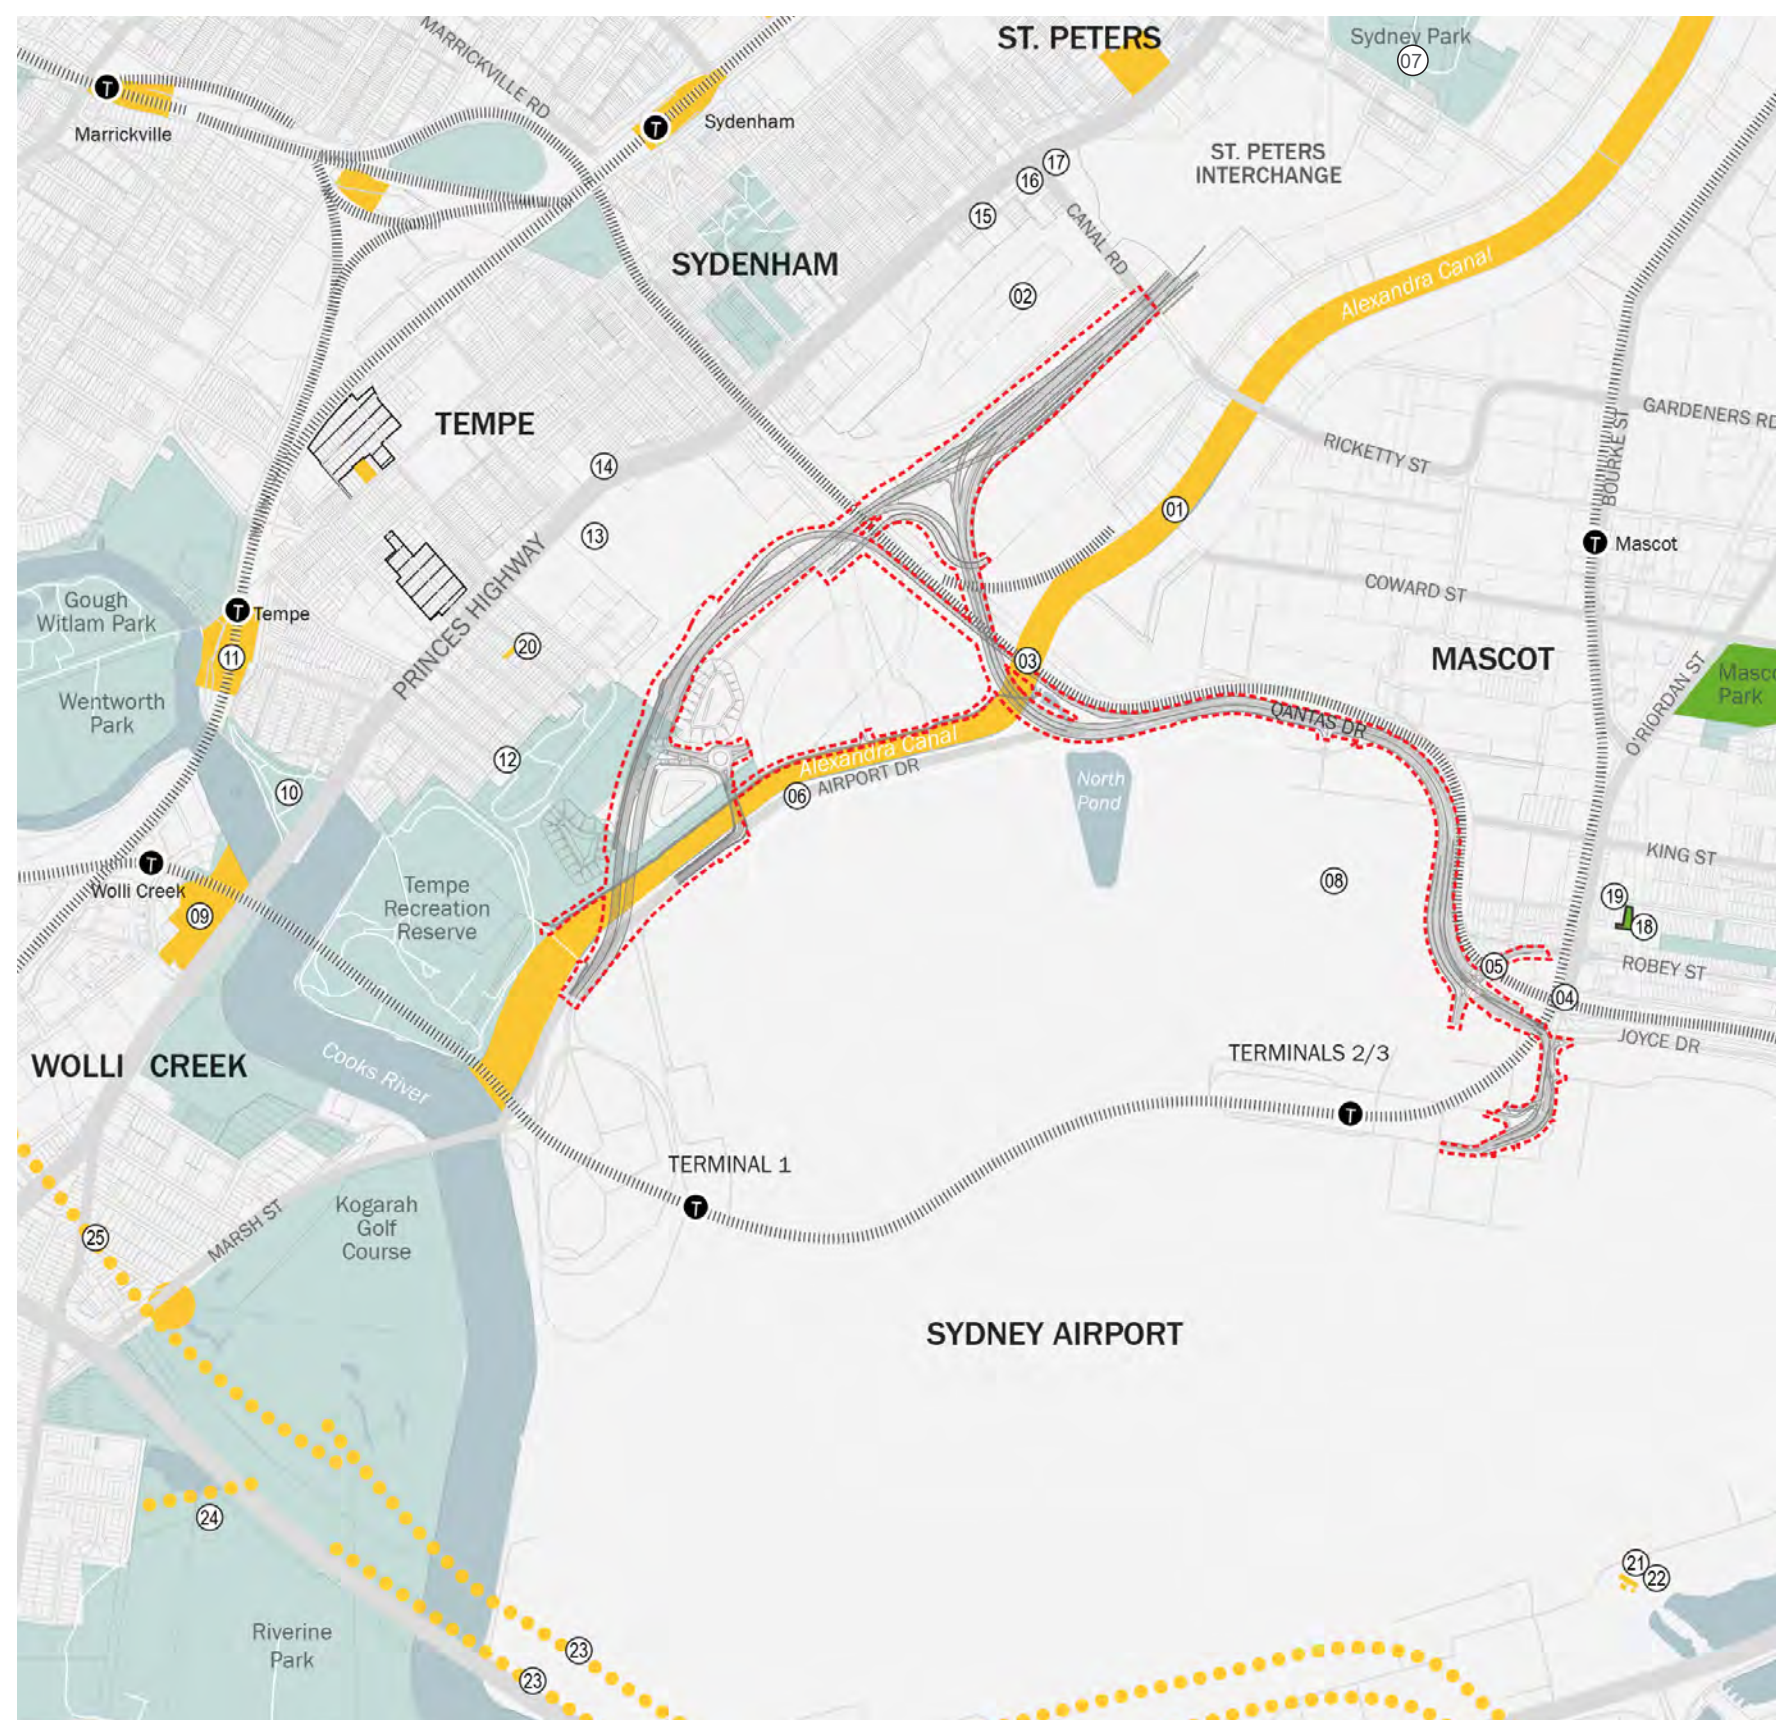 ST. PETERS
Sydney Park
07
MARRICKVILLE RD
T
Marrickville
T
Sydenham
ST. PETERS
INTERCHANGE
17
16
15
CANAL RD
SYDENHAM
02
Alexandra Canal
GARDENERS RD
TEMPE
RICKETTY ST
BOURKE ST
14
01
13
T
Mascot
PRINCES HIGHWAY
COWARD ST
Gough
Witlam Park
T
Tempe
11
20
03
MASCOT
O'RIORDAN ST
Masco
Park
Wentworth
Park
QANTAS DR
12
Alexandra Canal
AIRPORT DR
06
North
Pond
10
T
Wolli Creek
KING ST
08
Tempe
Recreation
Reserve
09
19
18
05
ROBEY ST
04
JOYCE DR
WOLLI CREEK
Cooks River
TERMINALS 2/3
T
TERMINAL 1
T
Kogarah
Golf
Course
MARSH ST
25
SYDNEY AIRPORT
24
21
22
Riverine
Park
23
23